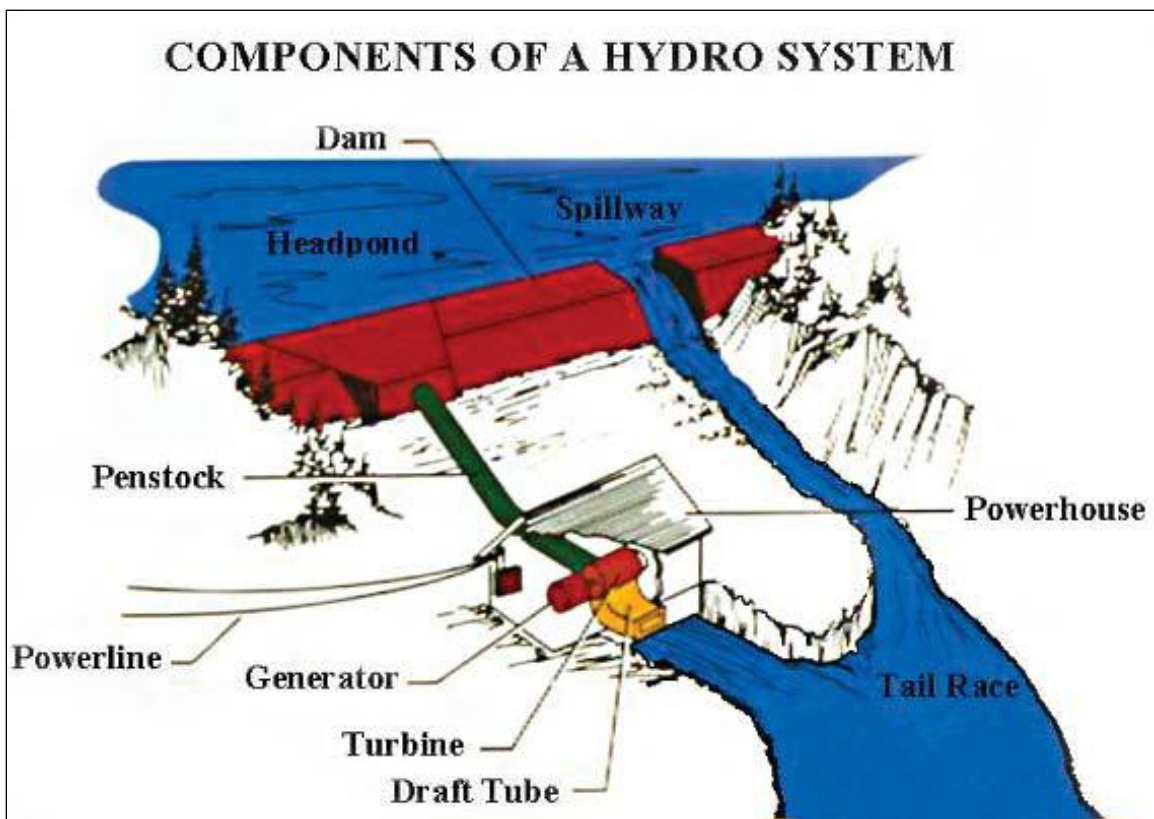 COMPONENTS OF A HYDRO SYSTEM
Dam
Spillway
Headpond
Penstock
Powerhouse
Powerline
Generator
Tail Race
Turbine
Draft Tube